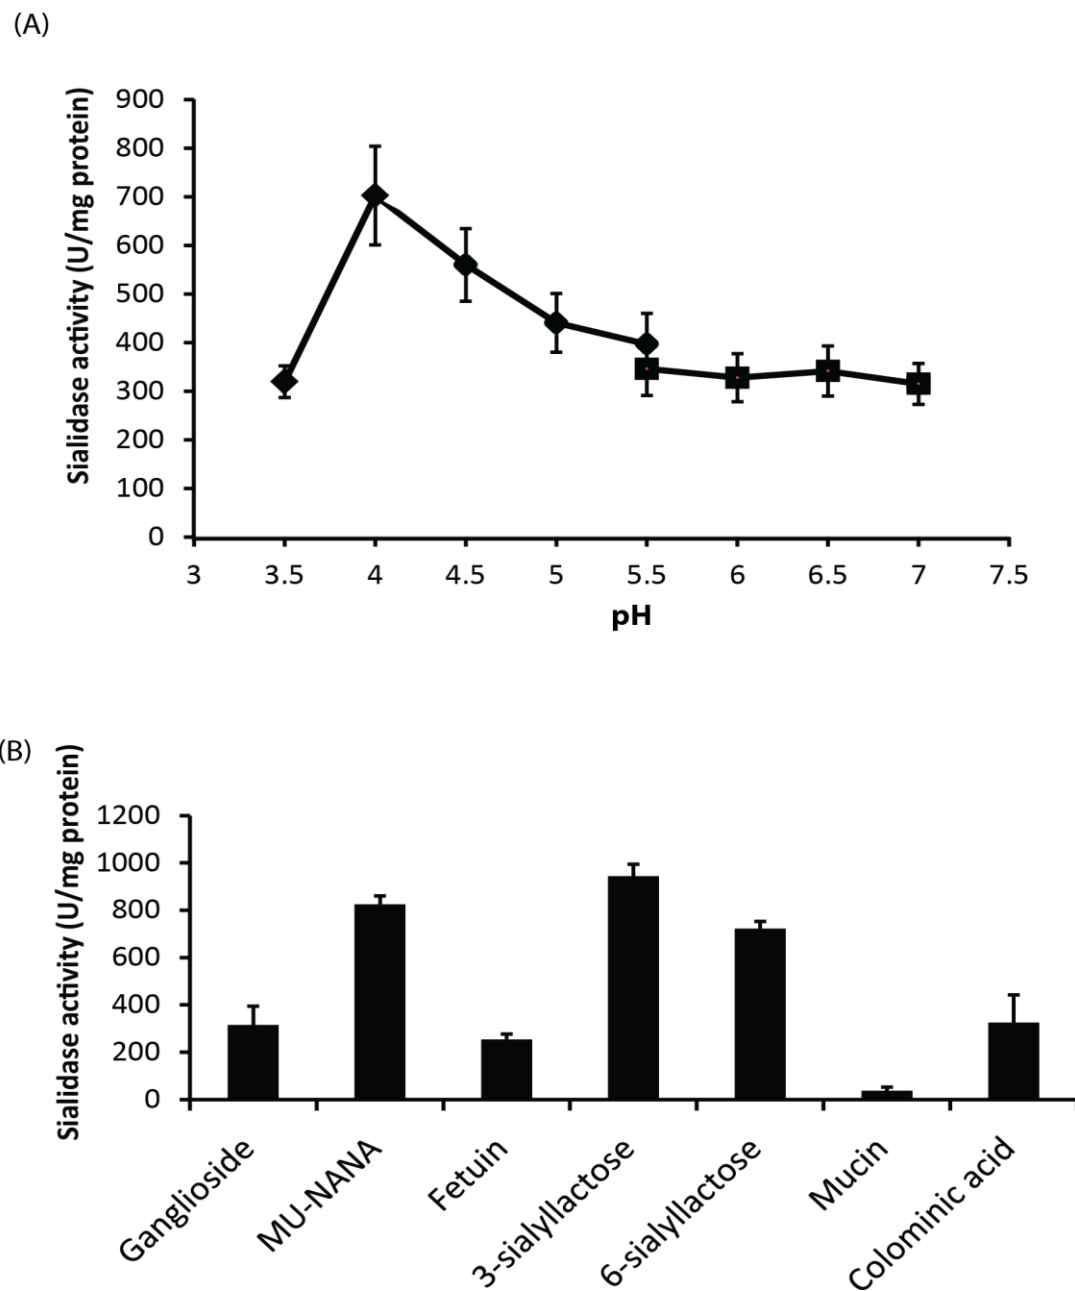 (A)
Sialidase activity (U/mg protein)
900
800
700
600
500
400
300
200
100
0
3 3.5 4 4.5 5 5.5 6 6.5 7 7.5
pH
(B)
Sialidase activity (U/mg protein)
1200
1000
800
600
400
200
0
Ganglioside
MU-NANA
Fetuin
3-sialyllactose
6-sialyllactose
Mucin
Colominic acid